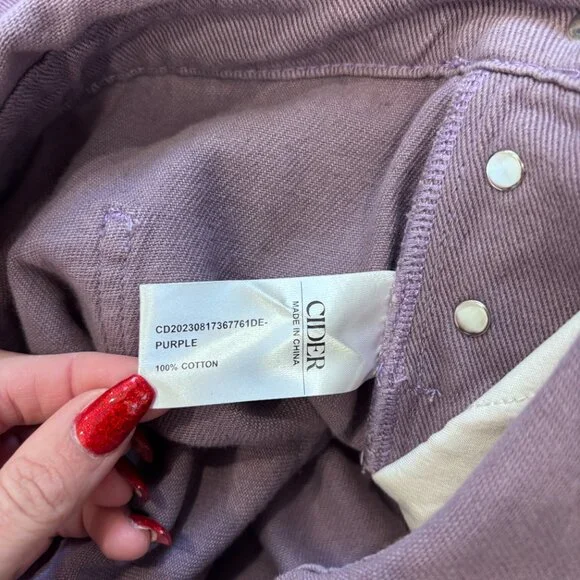 CD20230817367761DE-
PURPLE
100% COTTON
CIDER
MADE IN CHINA